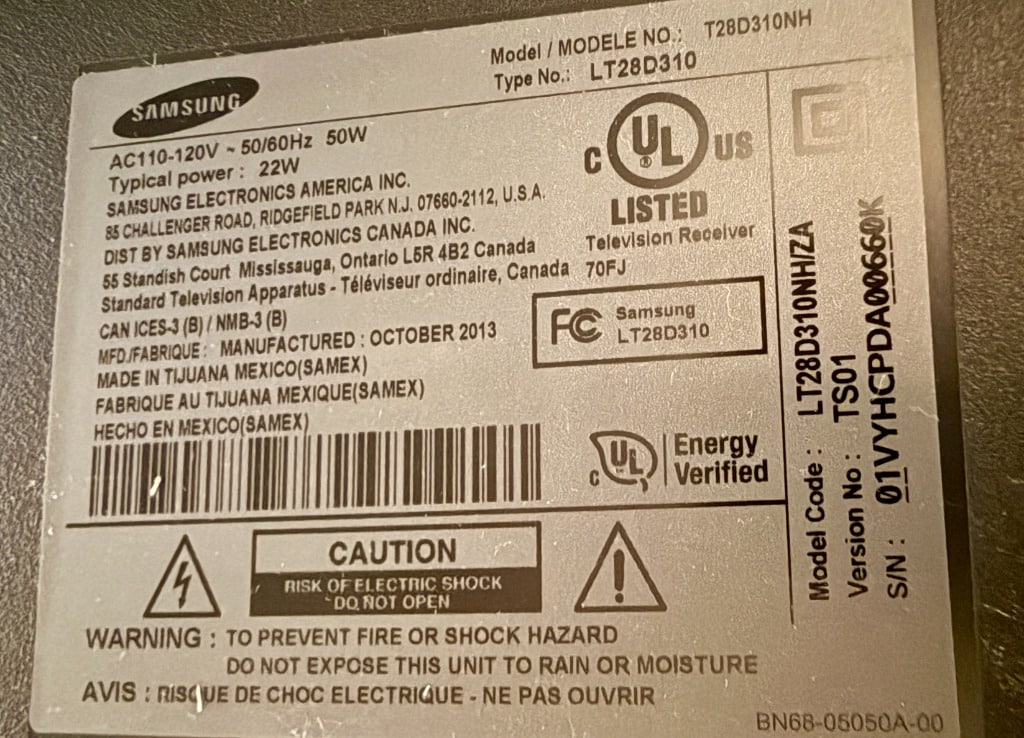 Model / MODELE NO.: T28D310NH
Type No.: LT28D310
SAMSUNG
AC110-120V ~ 50/60Hz 50W
Typical power : 22W
SAMSUNG ELECTRONICS AMERICA INC.
85 CHALLENGER ROAD, RIDGEFIELD PARK N.J. 07660-2112, U.S.A.
DIST BY SAMSUNG ELECTRONICS CANADA INC.
55 Standish Court Mississauga, Ontario L5R 4B2 Canada
Standard Television Apparatus - Téléviseur ordinaire, Canada
CAN ICES-3 (B) / NMB-3 (B)
MFD./FABRIQUE : MANUFACTURED : OCTOBER 2013
MADE IN TIJUANA MEXICO(SAMEX)
FABRIQUE AU TIJUANA MEXIQUE(SAMEX)
HECHO EN MEXICO(SAMEX)
C UL ® US
LISTED
Television Receiver
70FJ
FC Samsung
LT28D310
C UL Energy
Verified
Model Code : LT28D310NH/ZA
Version No : TS01
S/N : 01VYHCPDA00660K
CAUTION
RISK OF ELECTRIC SHOCK
DO NOT OPEN
WARNING : TO PREVENT FIRE OR SHOCK HAZARD
DO NOT EXPOSE THIS UNIT TO RAIN OR MOISTURE
AVIS : RISQUE DE CHOC ELECTRIQUE - NE PAS OUVRIR
BN68-05050A-00